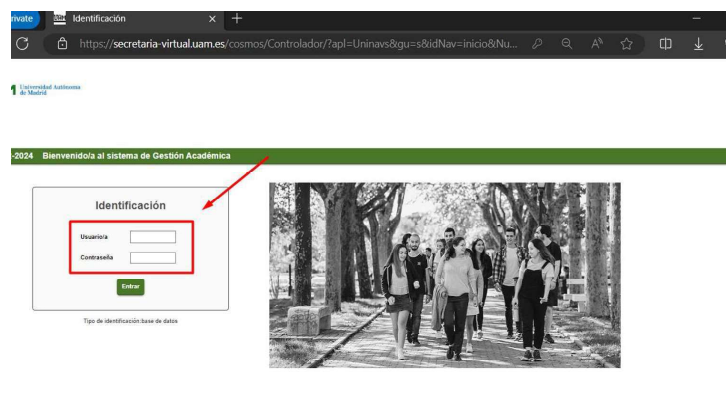 rivate
Identificación
https://secretaria-virtual.uam.es/cosmos/Controlador/?apl=Uninavs&gu=s&idNav=inicio&Nu...
Universidad Autónoma
de Madrid
-2024 Bienvenido/a al sistema de Gestión Académica
Identificación
Usuario/a
Contraseña
Entrar
Tipo de identificación:base de datos